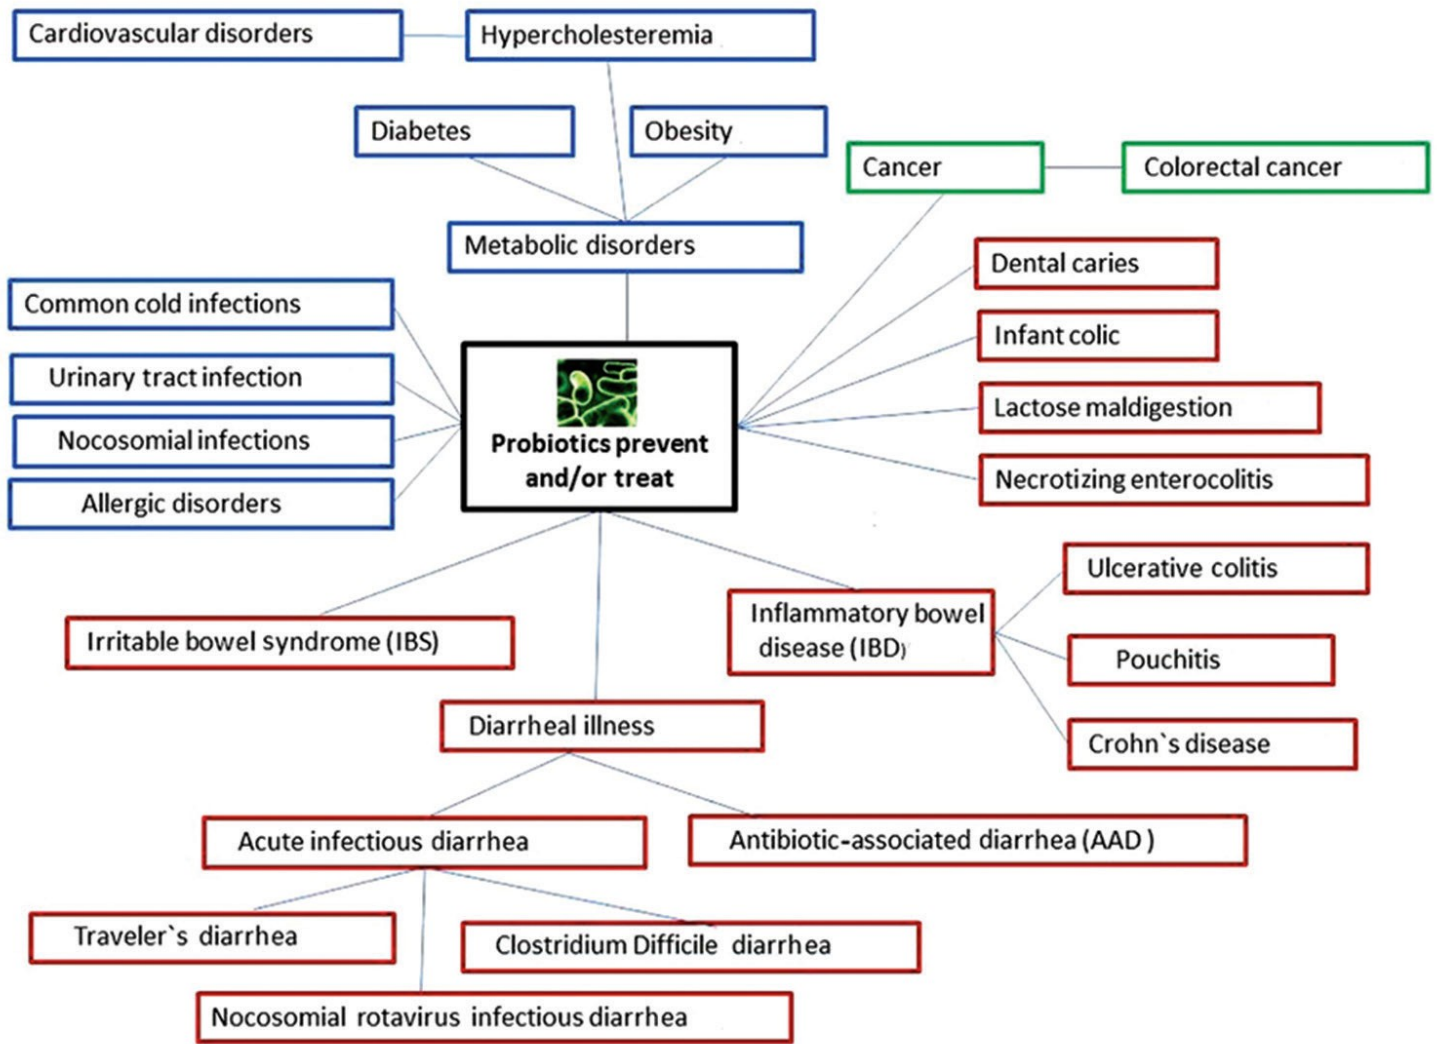 Cardiovascular disorders
Hypercholesteremia
Diabetes
Obesity
Cancer
Colorectal cancer
Metabolic disorders
Dental caries
Common cold infections
Infant colic
Urinary tract infection
Lactose maldigestion
Nocosomial infections
Probiotics prevent
and/or treat
Necrotizing enterocolitis
Allergic disorders
Ulcerative colitis
Irritable bowel syndrome (IBS)
Inflammatory bowel
disease (IBD)
Pouchitis
Diarrheal illness
Crohn`s disease
Acute infectious diarrhea
Antibiotic-associated diarrhea (AAD )
Traveler`s diarrhea
Clostridium Difficile diarrhea
Nocosomial rotavirus infectious diarrhea